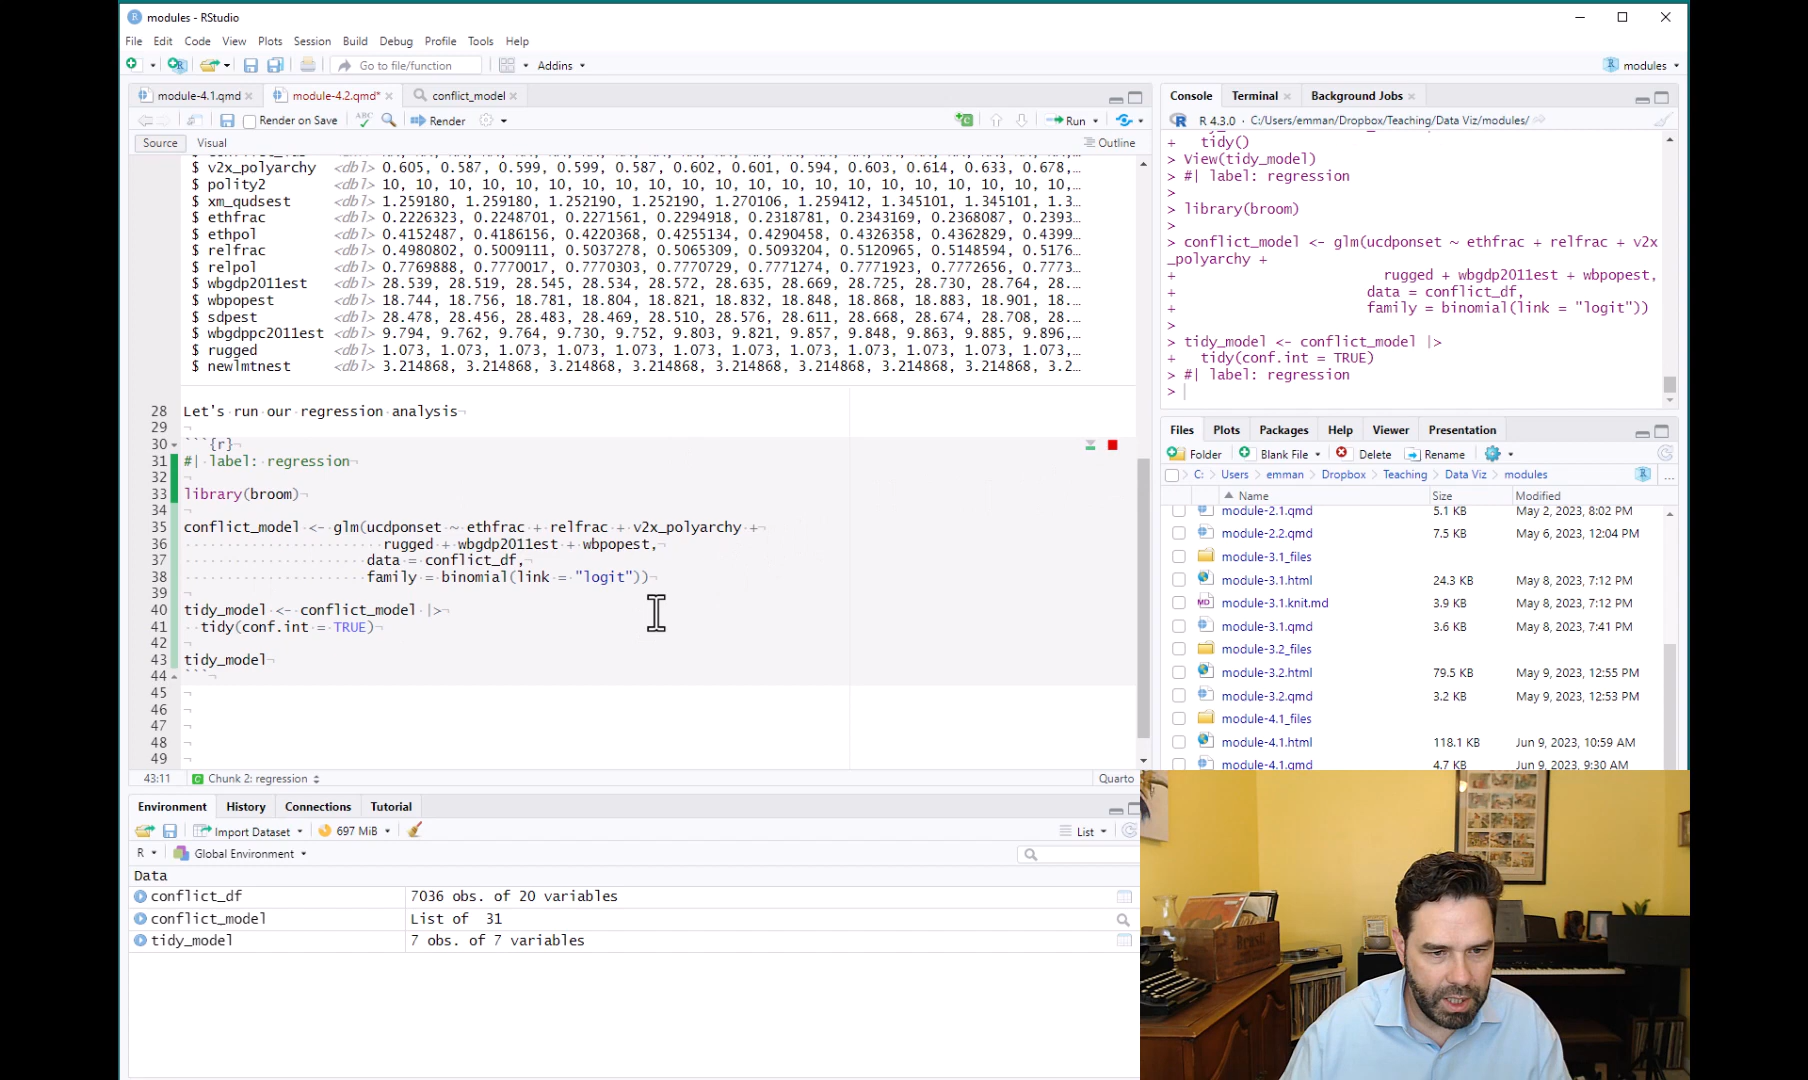 modules - RStudio
File Edit Code View Plots Session Build Debug Profile Tools Help
Go to file/function Addins modules
module-4.1.qmd module-4.2.qmd* conflict_model
Render on Save Render Run
Source Visual Outline
$ v2x_polyarchy <dbl> 0.605, 0.587, 0.599, 0.599, 0.587, 0.602, 0.601, 0.594, 0.603, 0.614, 0.633, 0.678,…
$ polity2 <dbl> 10, 10, 10, 10, 10, 10, 10, 10, 10, 10, 10, 10, 10, 10, 10, 10, 10, 10, 10, 10, 10,…
$ xm_qudsest <dbl> 1.259180, 1.259180, 1.252190, 1.252190, 1.270106, 1.259412, 1.345101, 1.345101, 1.3…
$ ethfrac <dbl> 0.2226323, 0.2248701, 0.2271561, 0.2294918, 0.2318781, 0.2343169, 0.2368087, 0.2393…
$ ethpol <dbl> 0.4152487, 0.4186156, 0.4220368, 0.4255134, 0.4290458, 0.4326358, 0.4362829, 0.4399…
$ relfrac <dbl> 0.4980802, 0.5009111, 0.5037278, 0.5065309, 0.5093204, 0.5120965, 0.5148594, 0.5176…
$ relpol <dbl> 0.7769888, 0.7770017, 0.7770303, 0.7770729, 0.7771274, 0.7771923, 0.7772656, 0.7773…
$ wbgdp2011est <dbl> 28.539, 28.519, 28.545, 28.534, 28.572, 28.635, 28.669, 28.725, 28.730, 28.764, 28.…
$ wbpopest <dbl> 18.744, 18.756, 18.781, 18.804, 18.821, 18.832, 18.848, 18.868, 18.883, 18.901, 18.…
$ sdpest <dbl> 28.478, 28.456, 28.483, 28.469, 28.510, 28.576, 28.611, 28.668, 28.674, 28.708, 28.…
$ wbgdppc2011est <dbl> 9.794, 9.762, 9.764, 9.730, 9.752, 9.803, 9.821, 9.857, 9.848, 9.863, 9.885, 9.896,…
$ rugged <dbl> 1.073, 1.073, 1.073, 1.073, 1.073, 1.073, 1.073, 1.073, 1.073, 1.073, 1.073, 1.073,…
$ newlmtnest <dbl> 3.214868, 3.214868, 3.214868, 3.214868, 3.214868, 3.214868, 3.214868, 3.214868, 3.2…
28 Let's run our regression analysis
29
30 ```{r}
31 #| label: regression
32
33 library(broom)
34
35 conflict_model <- glm(ucdponset ~ ethfrac + relfrac + v2x_polyarchy +
36 rugged + wbgdp2011est + wbpopest,
37 data = conflict_df,
38 family = binomial(link = "logit"))
39
40 tidy_model <- conflict_model |>
41 tidy(conf.int = TRUE)
42
43 tidy_model
44 ```
45
46
47
48
49
43:11 Chunk 2: regression Quarto
Environment History Connections Tutorial
Import Dataset 697 MiB List
R Global Environment
Data
conflict_df 7036 obs. of 20 variables
conflict_model List of 31
tidy_model 7 obs. of 7 variables
Console Terminal Background Jobs
R 4.3.0 · C:/Users/emman/Dropbox/Teaching/Data Viz/modules/
+ tidy()
> View(tidy_model)
> #| label: regression
>
> library(broom)
>
> conflict_model <- glm(ucdponset ~ ethfrac + relfrac + v2x
_polyarchy +
+ rugged + wbgdp2011est + wbpopest,
+ data = conflict_df,
+ family = binomial(link = "logit"))
>
> tidy_model <- conflict_model |>
+ tidy(conf.int = TRUE)
> #| label: regression
>
Files Plots Packages Help Viewer Presentation
Folder Blank File Delete Rename
C: Users emman Dropbox Teaching Data Viz modules ...
Name Size Modified
module-2.1.qmd 5.1 KB May 2, 2023, 8:02 PM
module-2.2.qmd 7.5 KB May 6, 2023, 12:04 PM
module-3.1_files
module-3.1.html 24.3 KB May 8, 2023, 7:12 PM
module-3.1.knit.md 3.9 KB May 8, 2023, 7:12 PM
module-3.1.qmd 3.6 KB May 8, 2023, 7:41 PM
module-3.2_files
module-3.2.html 79.5 KB May 9, 2023, 12:55 PM
module-3.2.qmd 3.2 KB May 9, 2023, 12:53 PM
module-4.1_files
module-4.1.html 118.1 KB Jun 9, 2023, 10:59 AM
module-4.1.qmd 4.7 KB Jun 9, 2023, 9:30 AM